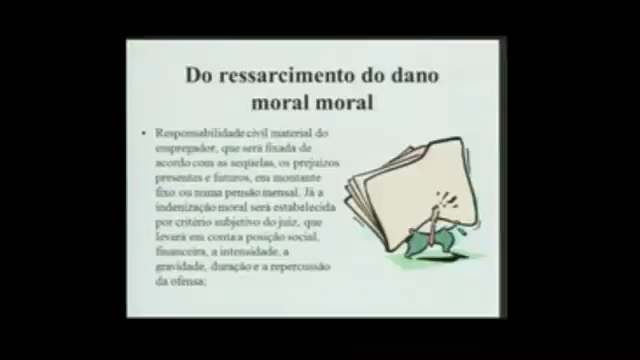 Do ressarcimento do dano
moral moral
• Responsabilidade civil material do
empregador, que será fixada de
acordo com as seqüelas, os prejuízos
presentes e futuros, em montante
fixo ou numa pensão mensal. Já a
indenização moral será estabelecida
por critério subjetivo do juiz, que
levará em conta a posição social,
financeira, a intensidade, a
gravidade, duração e a repercussão
da ofensa;